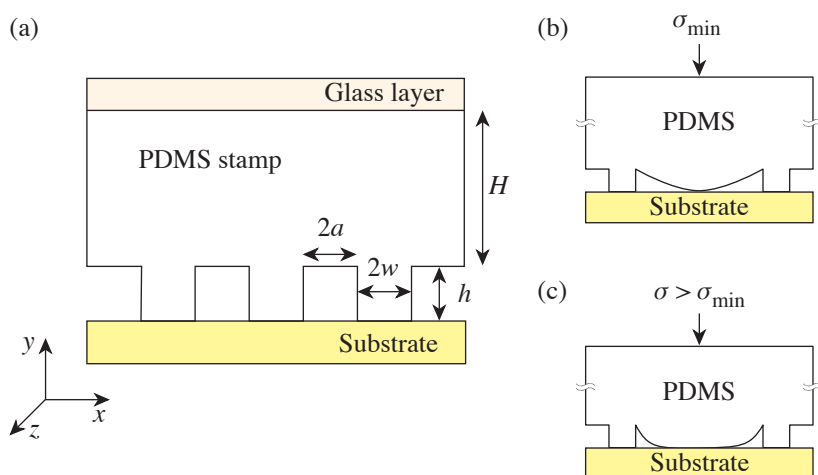 (a)
Glass layer
PDMS stamp
H
2a
2w
h
Substrate
y
x
z
(b)
σmin
PDMS
Substrate
(c)
σ > σmin
PDMS
Substrate